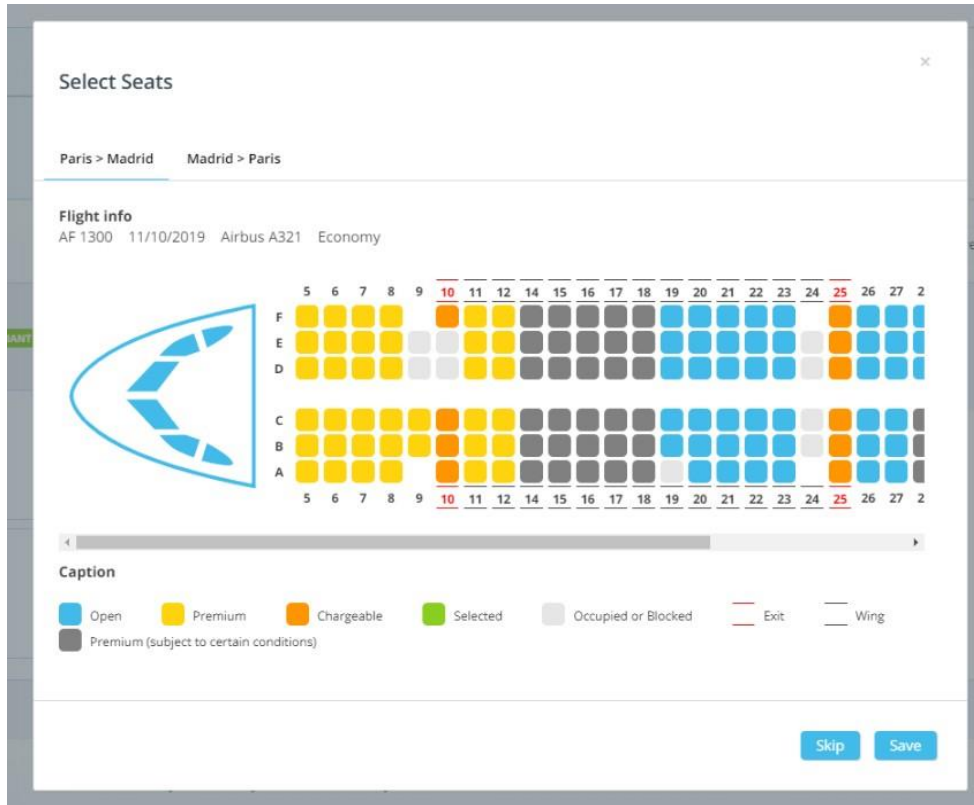 ×
Select Seats
Paris > Madrid Madrid > Paris
Flight info
AF 1300 11/10/2019 Airbus A321 Economy
5 6 7 8 9 10 11 12 14 15 16 17 18 19 20 21 22 23 24 25 26 27 2
F
E
D
C
B
A
5 6 7 8 9 10 11 12 14 15 16 17 18 19 20 21 22 23 24 25 26 27 2
Caption
Open Premium Chargeable Selected Occupied or Blocked Exit Wing
Premium (subject to certain conditions)
Skip Save